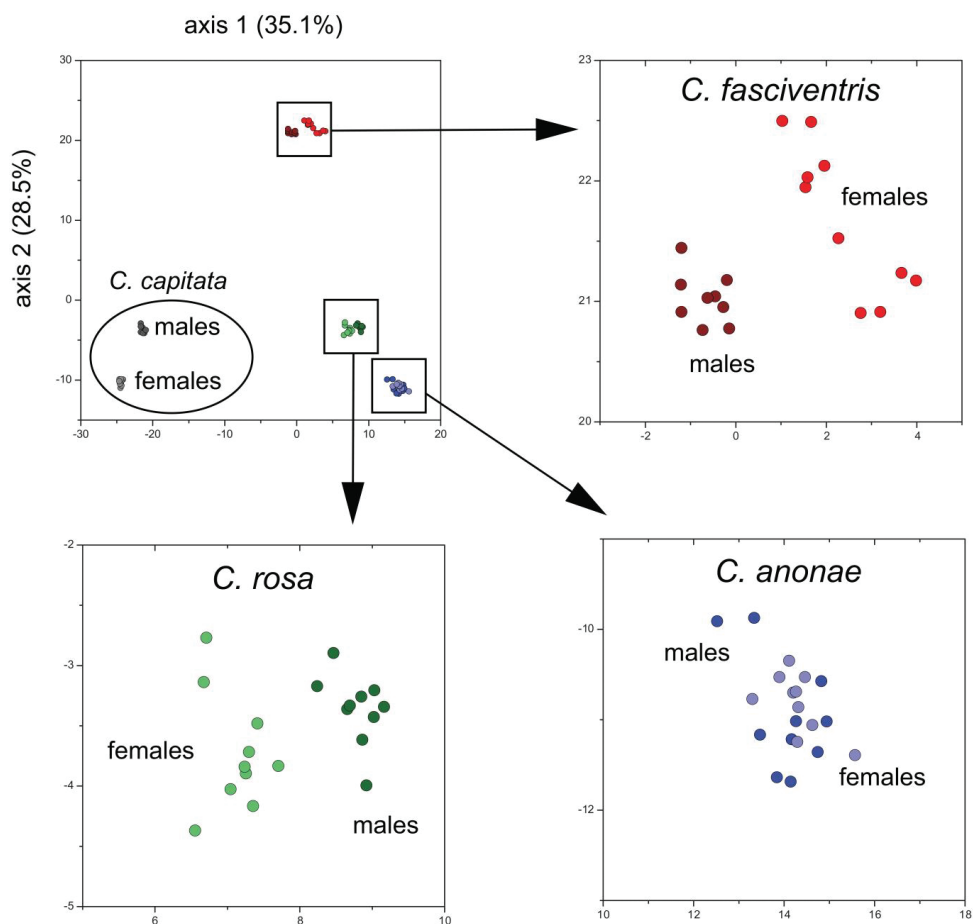 axis 1 (35.1%)
axis 2 (28.5%)
30
20
10
0
-10
-30
-20
-10
0
10
20
C. capitata
males
females
C. fasciventris
23
22
21
20
-2
0
2
4
females
males
C. rosa
-2
-3
-4
-5
6
8
10
females
males
C. anonae
-10
-12
10
12
14
16
18
males
females